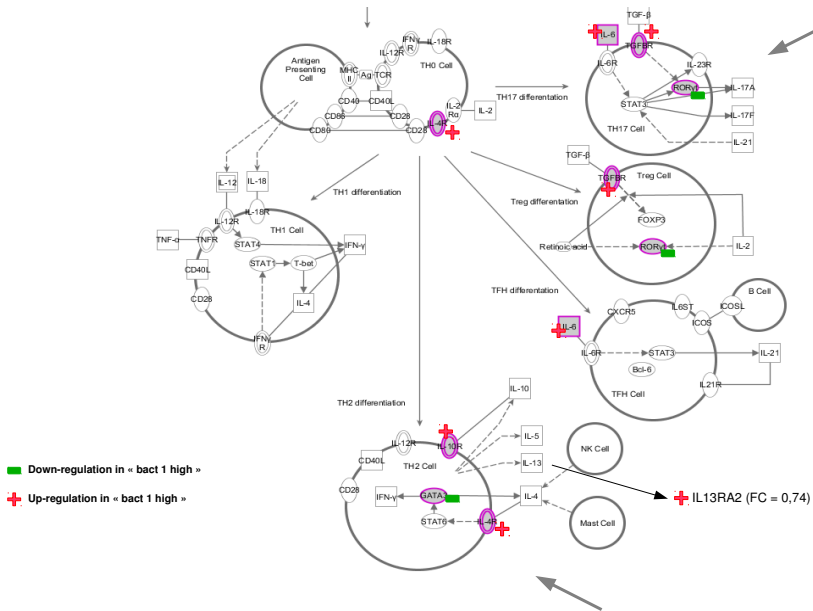 TGF-β
IL-6
TGFBR
IL-6R
IL-23R
RORγt
IL-17A
STAT3
IL-17F
TH17 Cell
IL-21
TH17 differentation
IFNγ
R
IL-18R
IL-12R
Antigen
Presenting
Cell
MHC
II
Ag
TCR
TH0 Cell
CD40
CD40L
CD86
CD28
CD80
CD28
IL-4R
IL-2
Rα
IL-2
TH1 differentiation
IL-12
IL-18
IL-12R
IL-18R
TH1 Cell
TNF-α
TNFR
STAT4
IFN-γ
CD40L
STAT1
T-bet
CD28
IL-4
IFNγ
R
TGF-β
TGFBR
Treg Cell
Treg differentation
FOXP3
Retinoic acid
RORγt
IL-2
TFH differentiation
B Cell
CXCR5
IL6ST
ICOS
ICOSL
IL-6
IL-6R
STAT3
IL-21
Bcl-6
IL21R
TFH Cell
TH2 differentiation
IL-10
IL-12R
IL-10R
IL-5
CD40L
TH2 Cell
IL-13
NK Cell
CD28
IFN-γ
GATA3
IL-4
STAT6
IL-4R
Mast Cell
IL13RA2 (FC = 0,74)
Down-regulation in « bact 1 high »
Up-regulation in « bact 1 high »